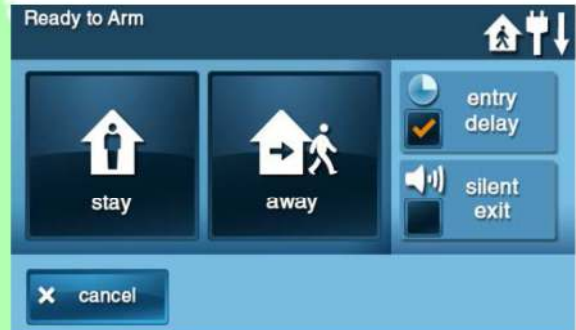 Ready to Arm
stay
away
entry
delay
silent
exit
cancel